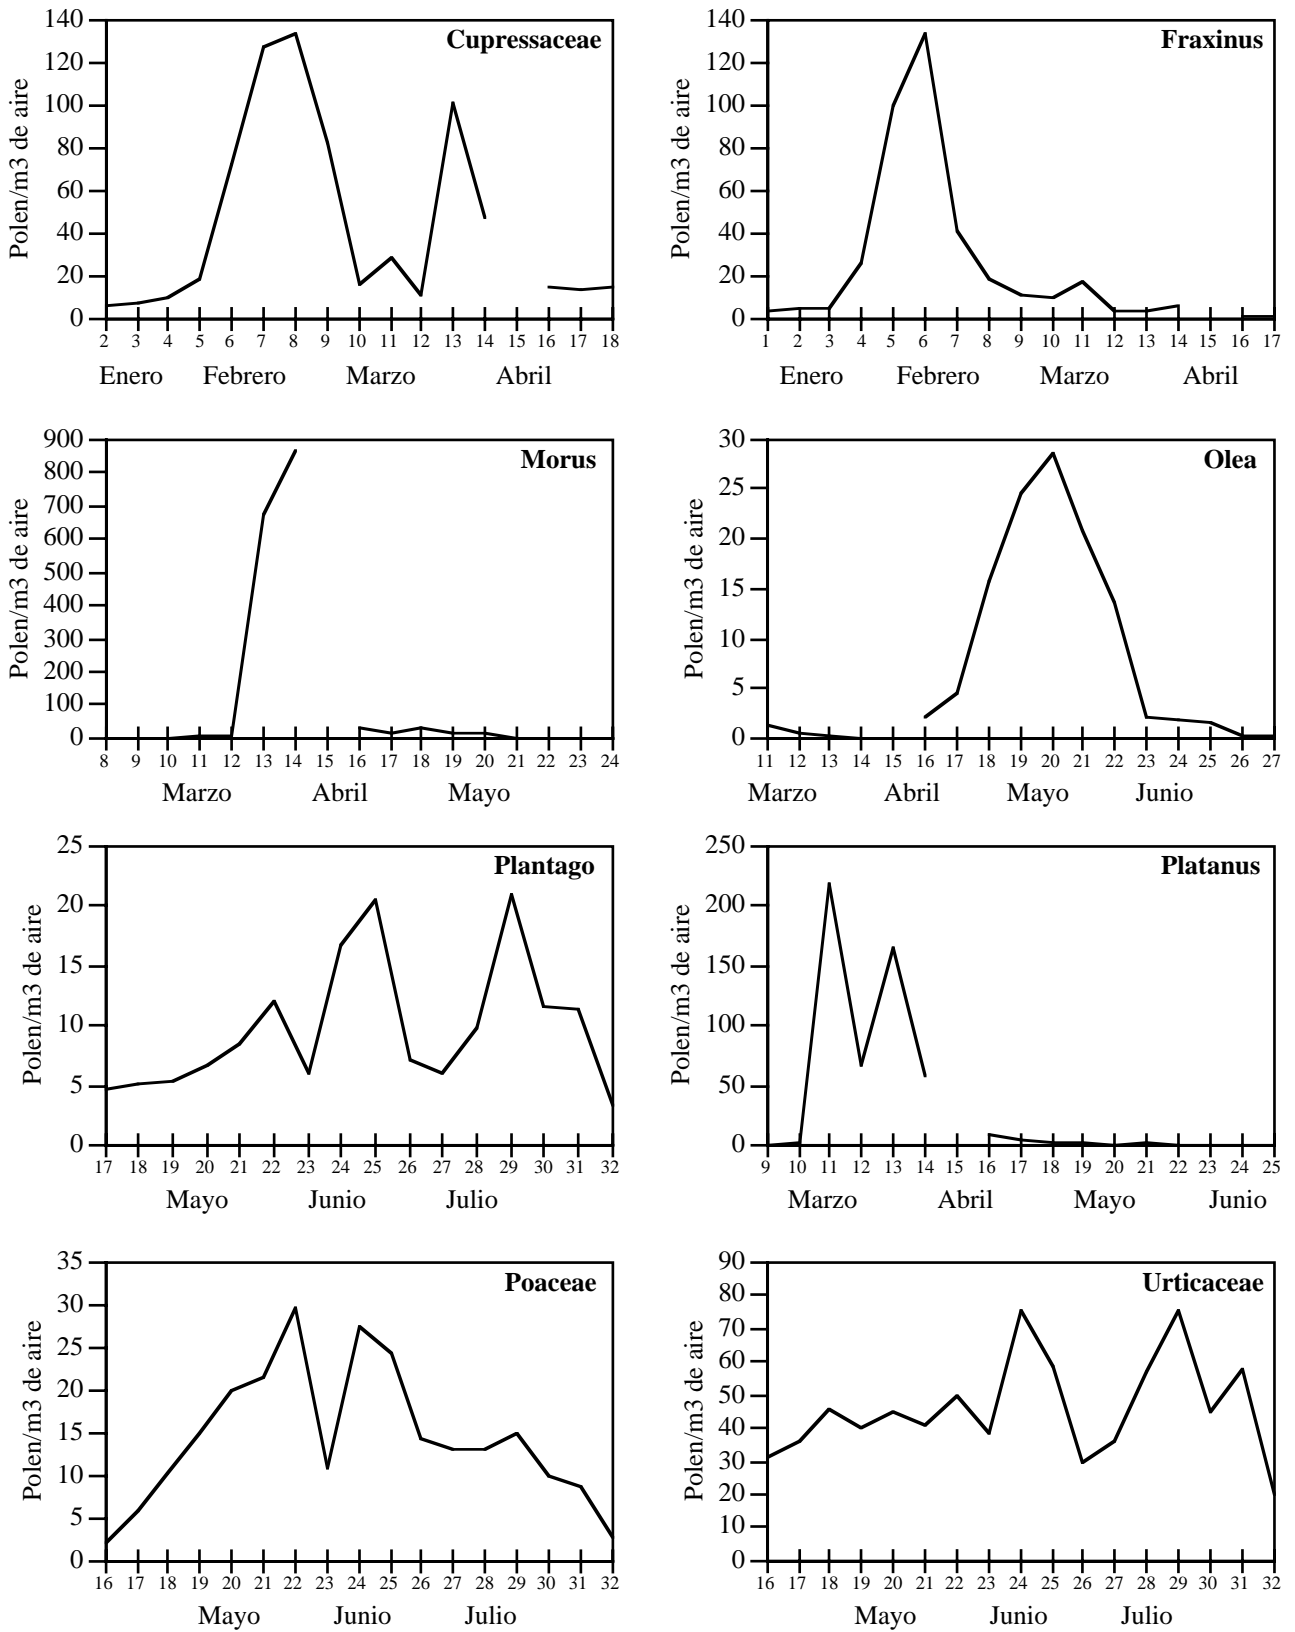 Cupressaceae
Polen/m3 de aire
140
120
100
80
60
40
20
0
2 3 4 5 6 7 8 9 10 11 12 13 14 15 16 17 18
Enero Febrero Marzo Abril
Fraxinus
Polen/m3 de aire
140
120
100
80
60
40
20
0
1 2 3 4 5 6 7 8 9 10 11 12 13 14 15 16 17
Enero Febrero Marzo Abril
Morus
Polen/m3 de aire
900
800
700
600
500
400
300
200
100
0
8 9 10 11 12 13 14 15 16 17 18 19 20 21 22 23 24
Marzo Abril Mayo
Olea
Polen/m3 de aire
30
25
20
15
10
5
0
11 12 13 14 15 16 17 18 19 20 21 22 23 24 25 26 27
Marzo Abril Mayo Junio
Plantago
Polen/m3 de aire
25
20
15
10
5
0
17 18 19 20 21 22 23 24 25 26 27 28 29 30 31 32
Mayo Junio Julio
Platanus
Polen/m3 de aire
250
200
150
100
50
0
9 10 11 12 13 14 15 16 17 18 19 20 21 22 23 24 25
Marzo Abril Mayo Junio
Poaceae
Polen/m3 de aire
35
30
25
20
15
10
5
0
16 17 18 19 20 21 22 23 24 25 26 27 28 29 30 31 32
Mayo Junio Julio
Urticaceae
Polen/m3 de aire
90
80
70
60
50
40
30
20
10
0
16 17 18 19 20 21 22 23 24 25 26 27 28 29 30 31 32
Mayo Junio Julio